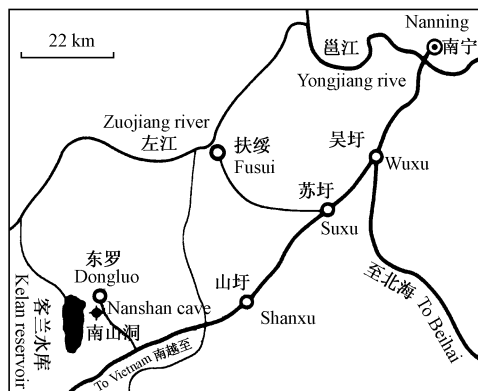 Nanning
南宁
22 km
邕江
Yongjiang rive
Zuojiang river
左江
扶绥
Fusui
吴圩
Wuxu
苏圩
Suxu
东罗
Dongluo
Nanshan cave
南山洞
山圩
Shanxu
至北海 To Beihai
客兰水库
Kelan reservoir
To Vietnam 南越至